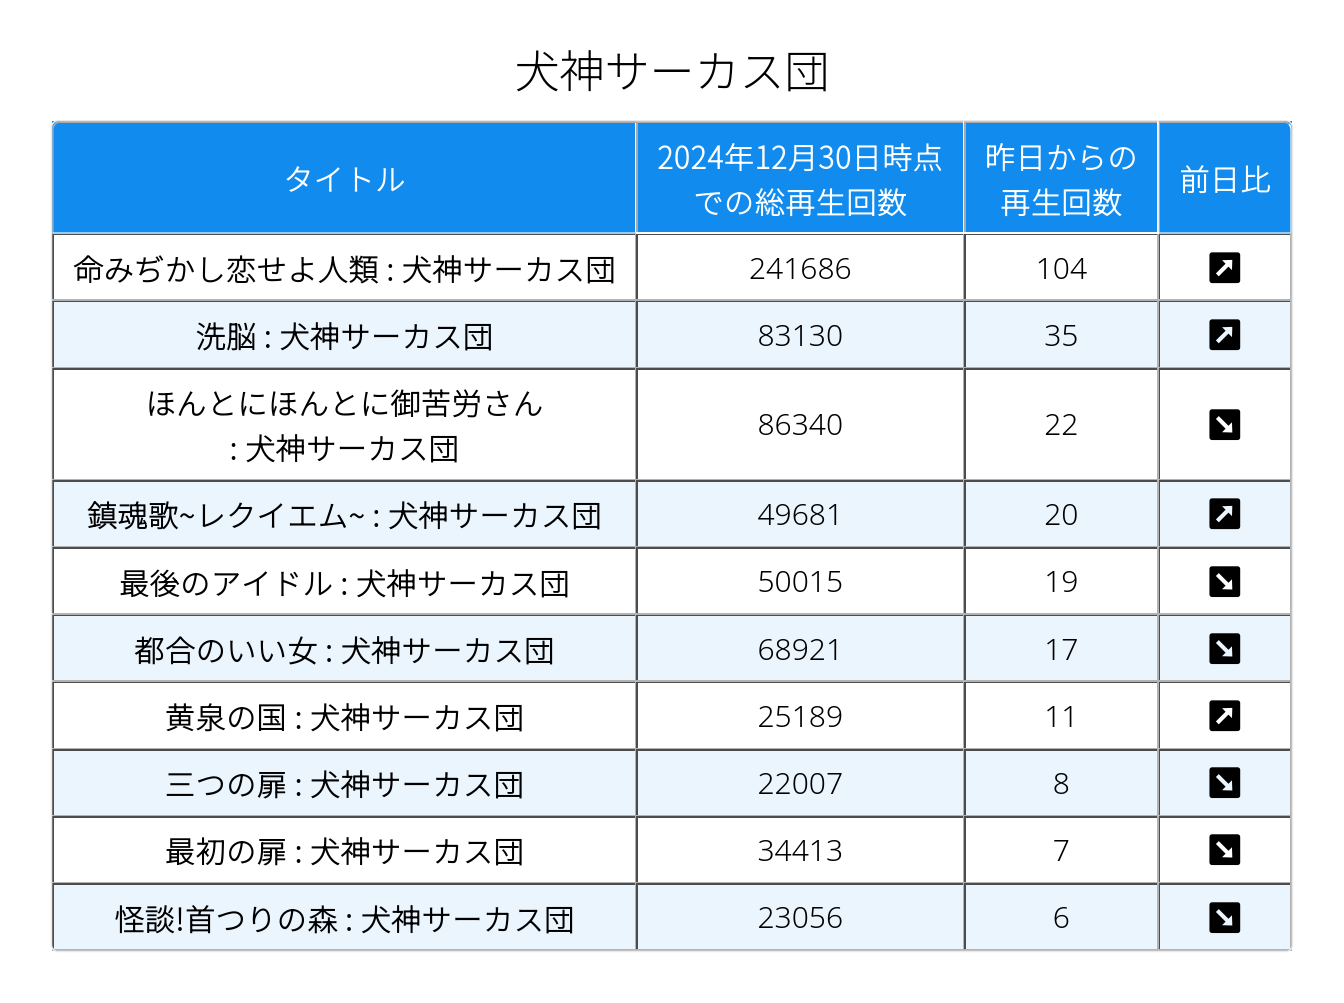 犬神サーカス団
タイトル
2024年12月30日時点
での総再生回数
昨日からの
再生回数
前日比
命みぢかし恋せよ人類 : 犬神サーカス団 241686 104 ↗
洗脳 : 犬神サーカス団 83130 35 ↗
ほんとにほんとに御苦労さん
: 犬神サーカス団 86340 22 ↘
鎮魂歌~レクイエム~ : 犬神サーカス団 49681 20 ↗
最後のアイドル : 犬神サーカス団 50015 19 ↘
都合のいい女 : 犬神サーカス団 68921 17 ↘
黄泉の国 : 犬神サーカス団 25189 11 ↗
三つの扉 : 犬神サーカス団 22007 8 ↘
最初の扉 : 犬神サーカス団 34413 7 ↘
怪談!首つりの森 : 犬神サーカス団 23056 6 ↘